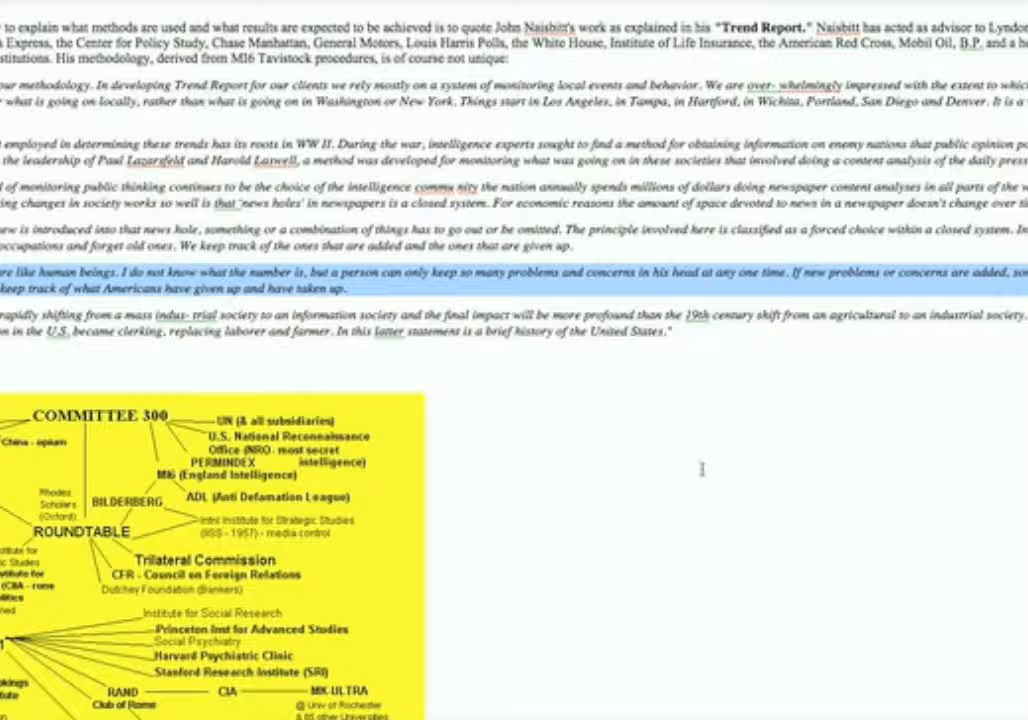 to explain what methods are used and what results are expected to be achieved is to quote John Naisbitt's work as explained in his "Trend Report." Naisbitt has acted as advisor to Lyndo
Express, the Center for Policy Study, Chase Manhattan, General Motors, Louis Harris Polls, the White House, Institute of Life Insurance, the American Red Cross, Mobil Oil, B.P. and a h
stitutions. His methodology, derived from MI6 Tavistock procedures, is of course not unique:
our methodology. In developing Trend Report for our clients we rely mostly on a system of monitoring local events and behavior. We are over- whelmingly impressed with the extent to whic
what is going on locally, rather than what is going on in Washington or New York. Things start in Los Angeles, in Tampa, in Hartford, in Wichita, Portland, San Diego and Denver. It is a
employed in determining these trends has its roots in WW II. During the war, intelligence experts sought to find a method for obtaining information on enemy nations that public opinion po
the leadership of Paul Lazarsfeld and Harold Laswell, a method was developed for monitoring what was going on in these societies that involved doing a content analysis of the daily press
of monitoring public thinking continues to be the choice of the intelligence commu nity the nation annually spends millions of dollars doing newspaper content analyses in all parts of the w
ing changes in society works so well is that 'news holes' in newspapers is a closed system. For economic reasons the amount of space devoted to news in a newspaper doesn't change over ti
ew is introduced into that news hole, something or a combination of things has to go out or be omitted. The principle involved here is classified as a forced choice within a closed system. In
occupations and forget old ones. We keep track of the ones that are added and the ones that are given up.
re like human beings. I do not know what the number is, but a person can only keep so many problems and concerns in his head at any one time. If new problems or concerns are added, so
keep track of what Americans have given up and have taken up.
rapidly shifting from a mass indus- trial society to an information society and the final impact will be more profound than the 19th century shift from an agricultural to an industrial society.
on in the U.S. became clerking, replacing laborer and farmer. In this latter statement is a brief history of the United States."
COMMITTEE 300
UN (& all subsidiaries)
China - opium
U.S. National Reconnaissance
Office (NRO - most secret
PERMINDEX intelligence)
MI6 (England Intelligence)
Rhodes
Scholars
(Oxford)
BILDERBERG
ADL (Anti Defamation League)
Intnl Institute for Strategic Studies
(IISS - 1957) - media control
ROUNDTABLE
Trilateral Commission
CFR - Council on Foreign Relations
Dutchey Foundation (Bankers)
Institute for Social Research
Princeton Inst for Advanced Studies
Social Psychiatry
Harvard Psychiatric Clinic
Stanford Research Institute (SRI)
RAND CIA MK-ULTRA
Club of Rome
@ Univ of Rochester
& 85 other Universities